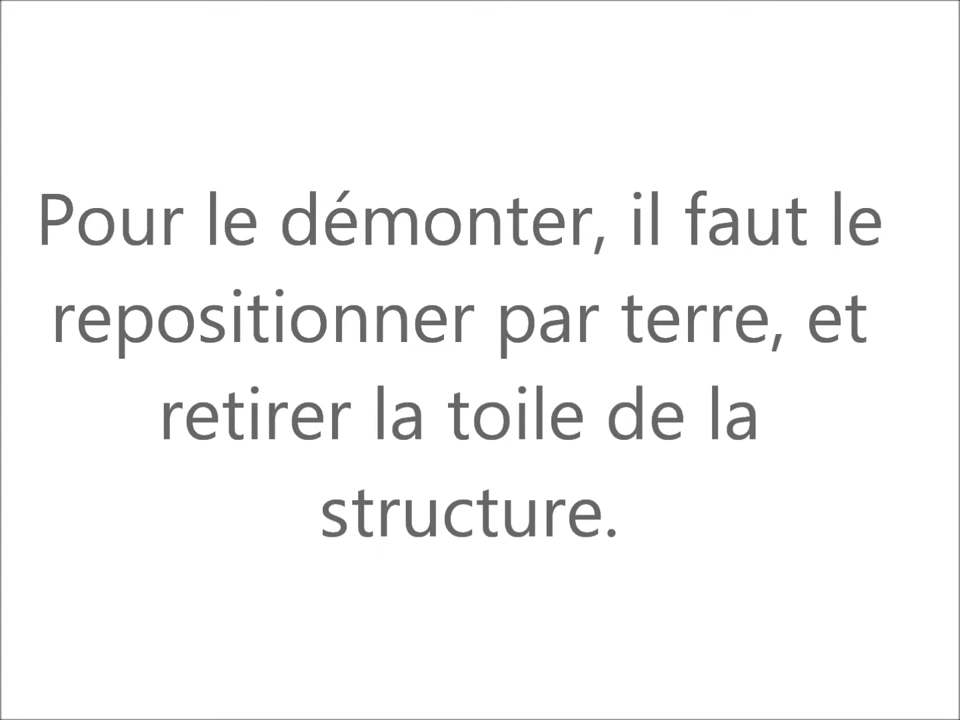 Pour le démonter, il faut le
repositionner par terre, et
retirer la toile de la
structure.